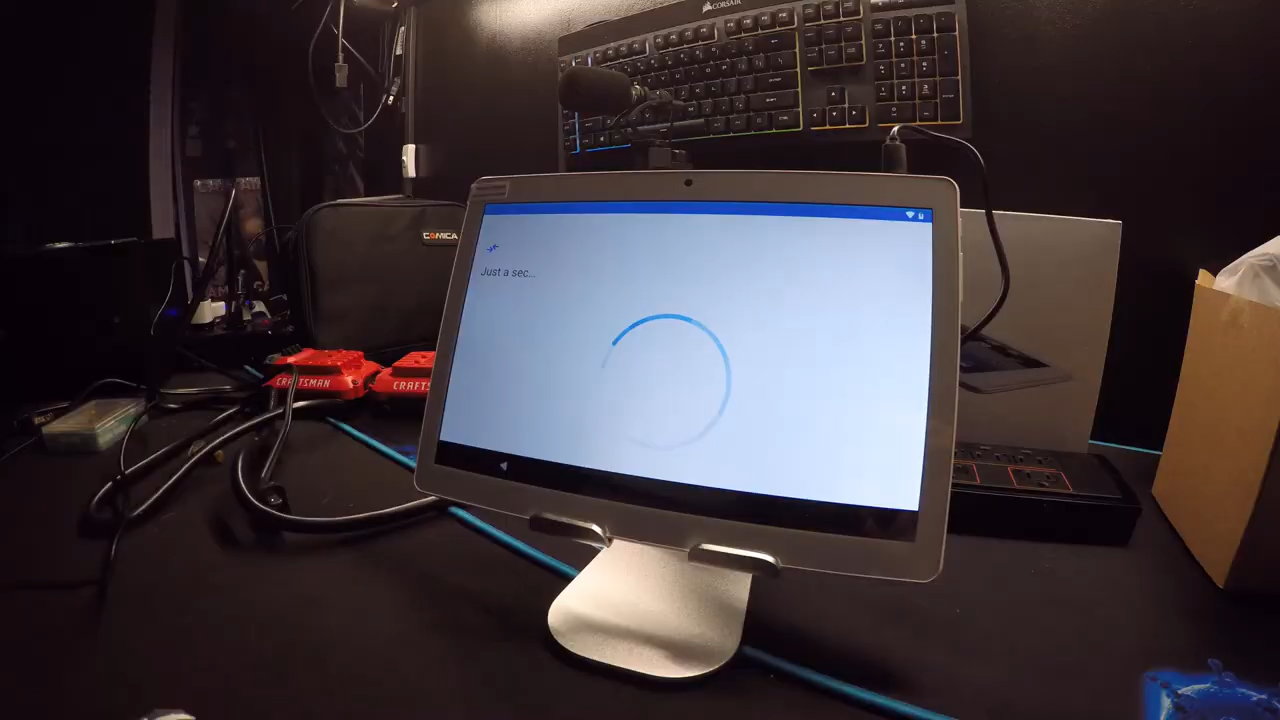 CORSAIR
COMICA
Just a sec...
CRAFTSMAN
CRAFTS